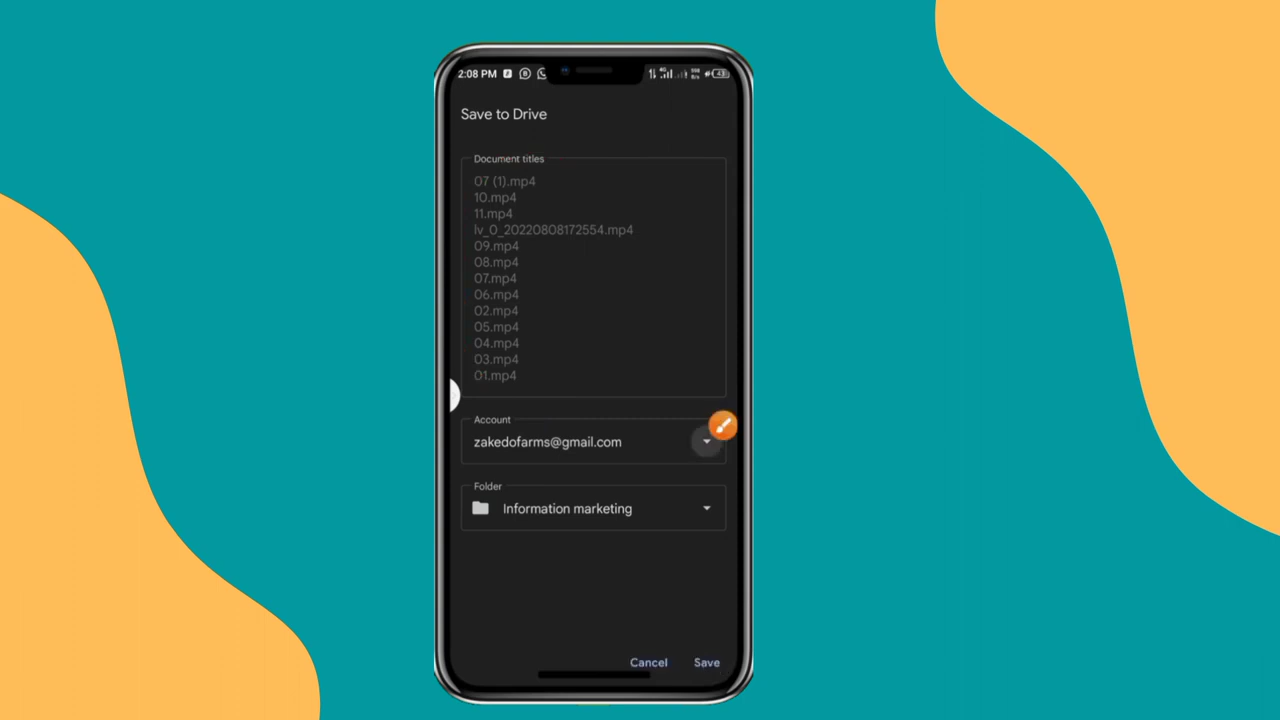 2:08 PM
Save to Drive
Document titles
07 (1).mp4
10.mp4
11.mp4
lv_0_20220808172554.mp4
09.mp4
08.mp4
07.mp4
06.mp4
02.mp4
05.mp4
04.mp4
03.mp4
01.mp4
Account
zakedofarms@gmail.com
Folder
Information marketing
Cancel Save